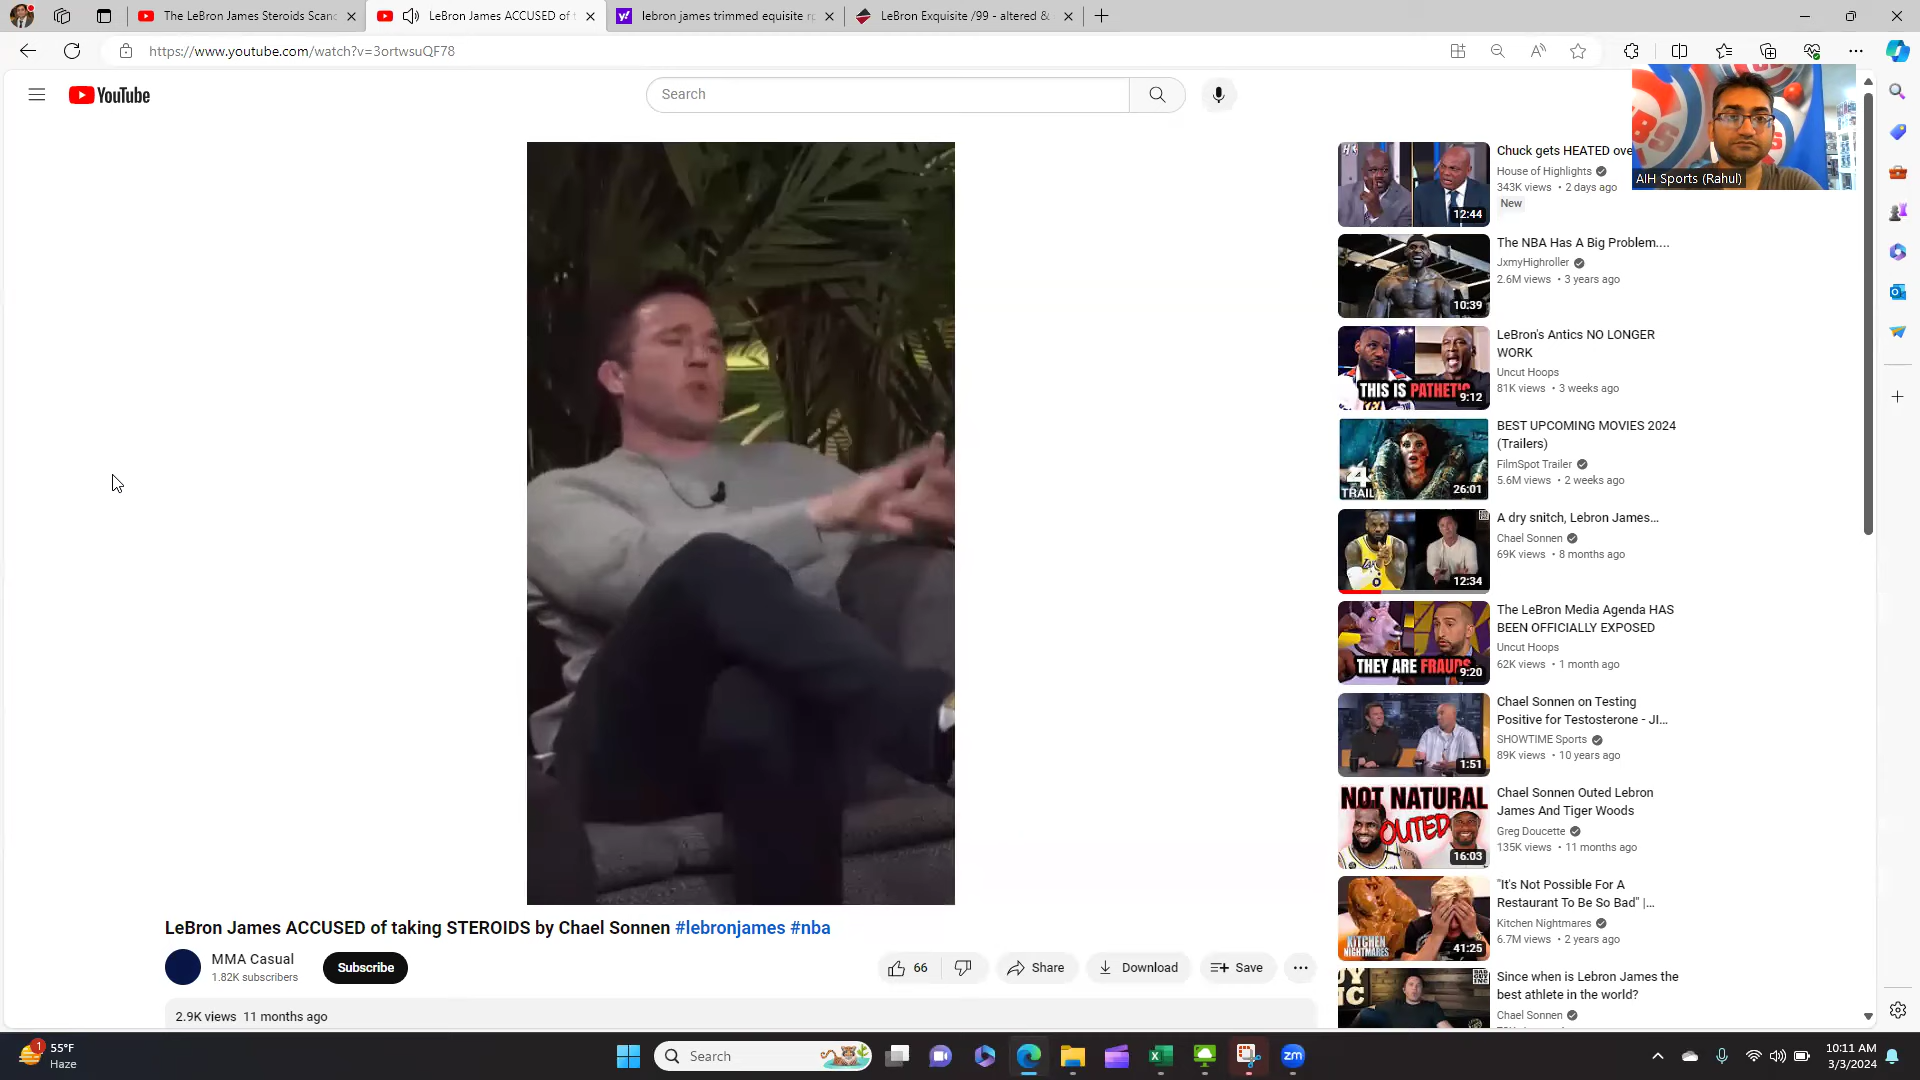 The LeBron James Steroids Scan
LeBron James ACCUSED of
lebron james trimmed equisite
LeBron Exquisite /99 - altered &
https://www.youtube.com/watch?v=3ortwsuQF78
YouTube
Search
AIH Sports (Rahul)
Chuck gets HEATED ove
House of Highlights
343K views • 2 days ago
New
12:44
The NBA Has A Big Problem....
JxmyHighroller
2.6M views • 3 years ago
10:39
LeBron's Antics NO LONGER
WORK
Uncut Hoops
81K views • 3 weeks ago
THIS IS PATHETIC
9:12
BEST UPCOMING MOVIES 2024
(Trailers)
FilmSpot Trailer
5.6M views • 2 weeks ago
4
TRAIL
26:01
A dry snitch, Lebron James...
Chael Sonnen
69K views • 8 months ago
12:34
The LeBron Media Agenda HAS
BEEN OFFICIALLY EXPOSED
Uncut Hoops
62K views • 1 month ago
THEY ARE FRAUDS
9:20
Chael Sonnen on Testing
Positive for Testosterone - JI...
SHOWTIME Sports
89K views • 10 years ago
1:51
Chael Sonnen Outed Lebron
James And Tiger Woods
Greg Doucette
135K views • 11 months ago
NOT NATURAL
OUTED
16:03
"It's Not Possible For A
Restaurant To Be So Bad" |...
Kitchen Nightmares
6.7M views • 2 years ago
KITCHEN
NIGHTMARES
41:25
Since when is Lebron James the
best athlete in the world?
Chael Sonnen
LeBron James ACCUSED of taking STEROIDS by Chael Sonnen #lebronjames #nba
MMA Casual
1.82K subscribers
Subscribe
66
Share
Download
Save
2.9K views 11 months ago
1
55°F
Haze
Search
zm
10:11 AM
3/3/2024